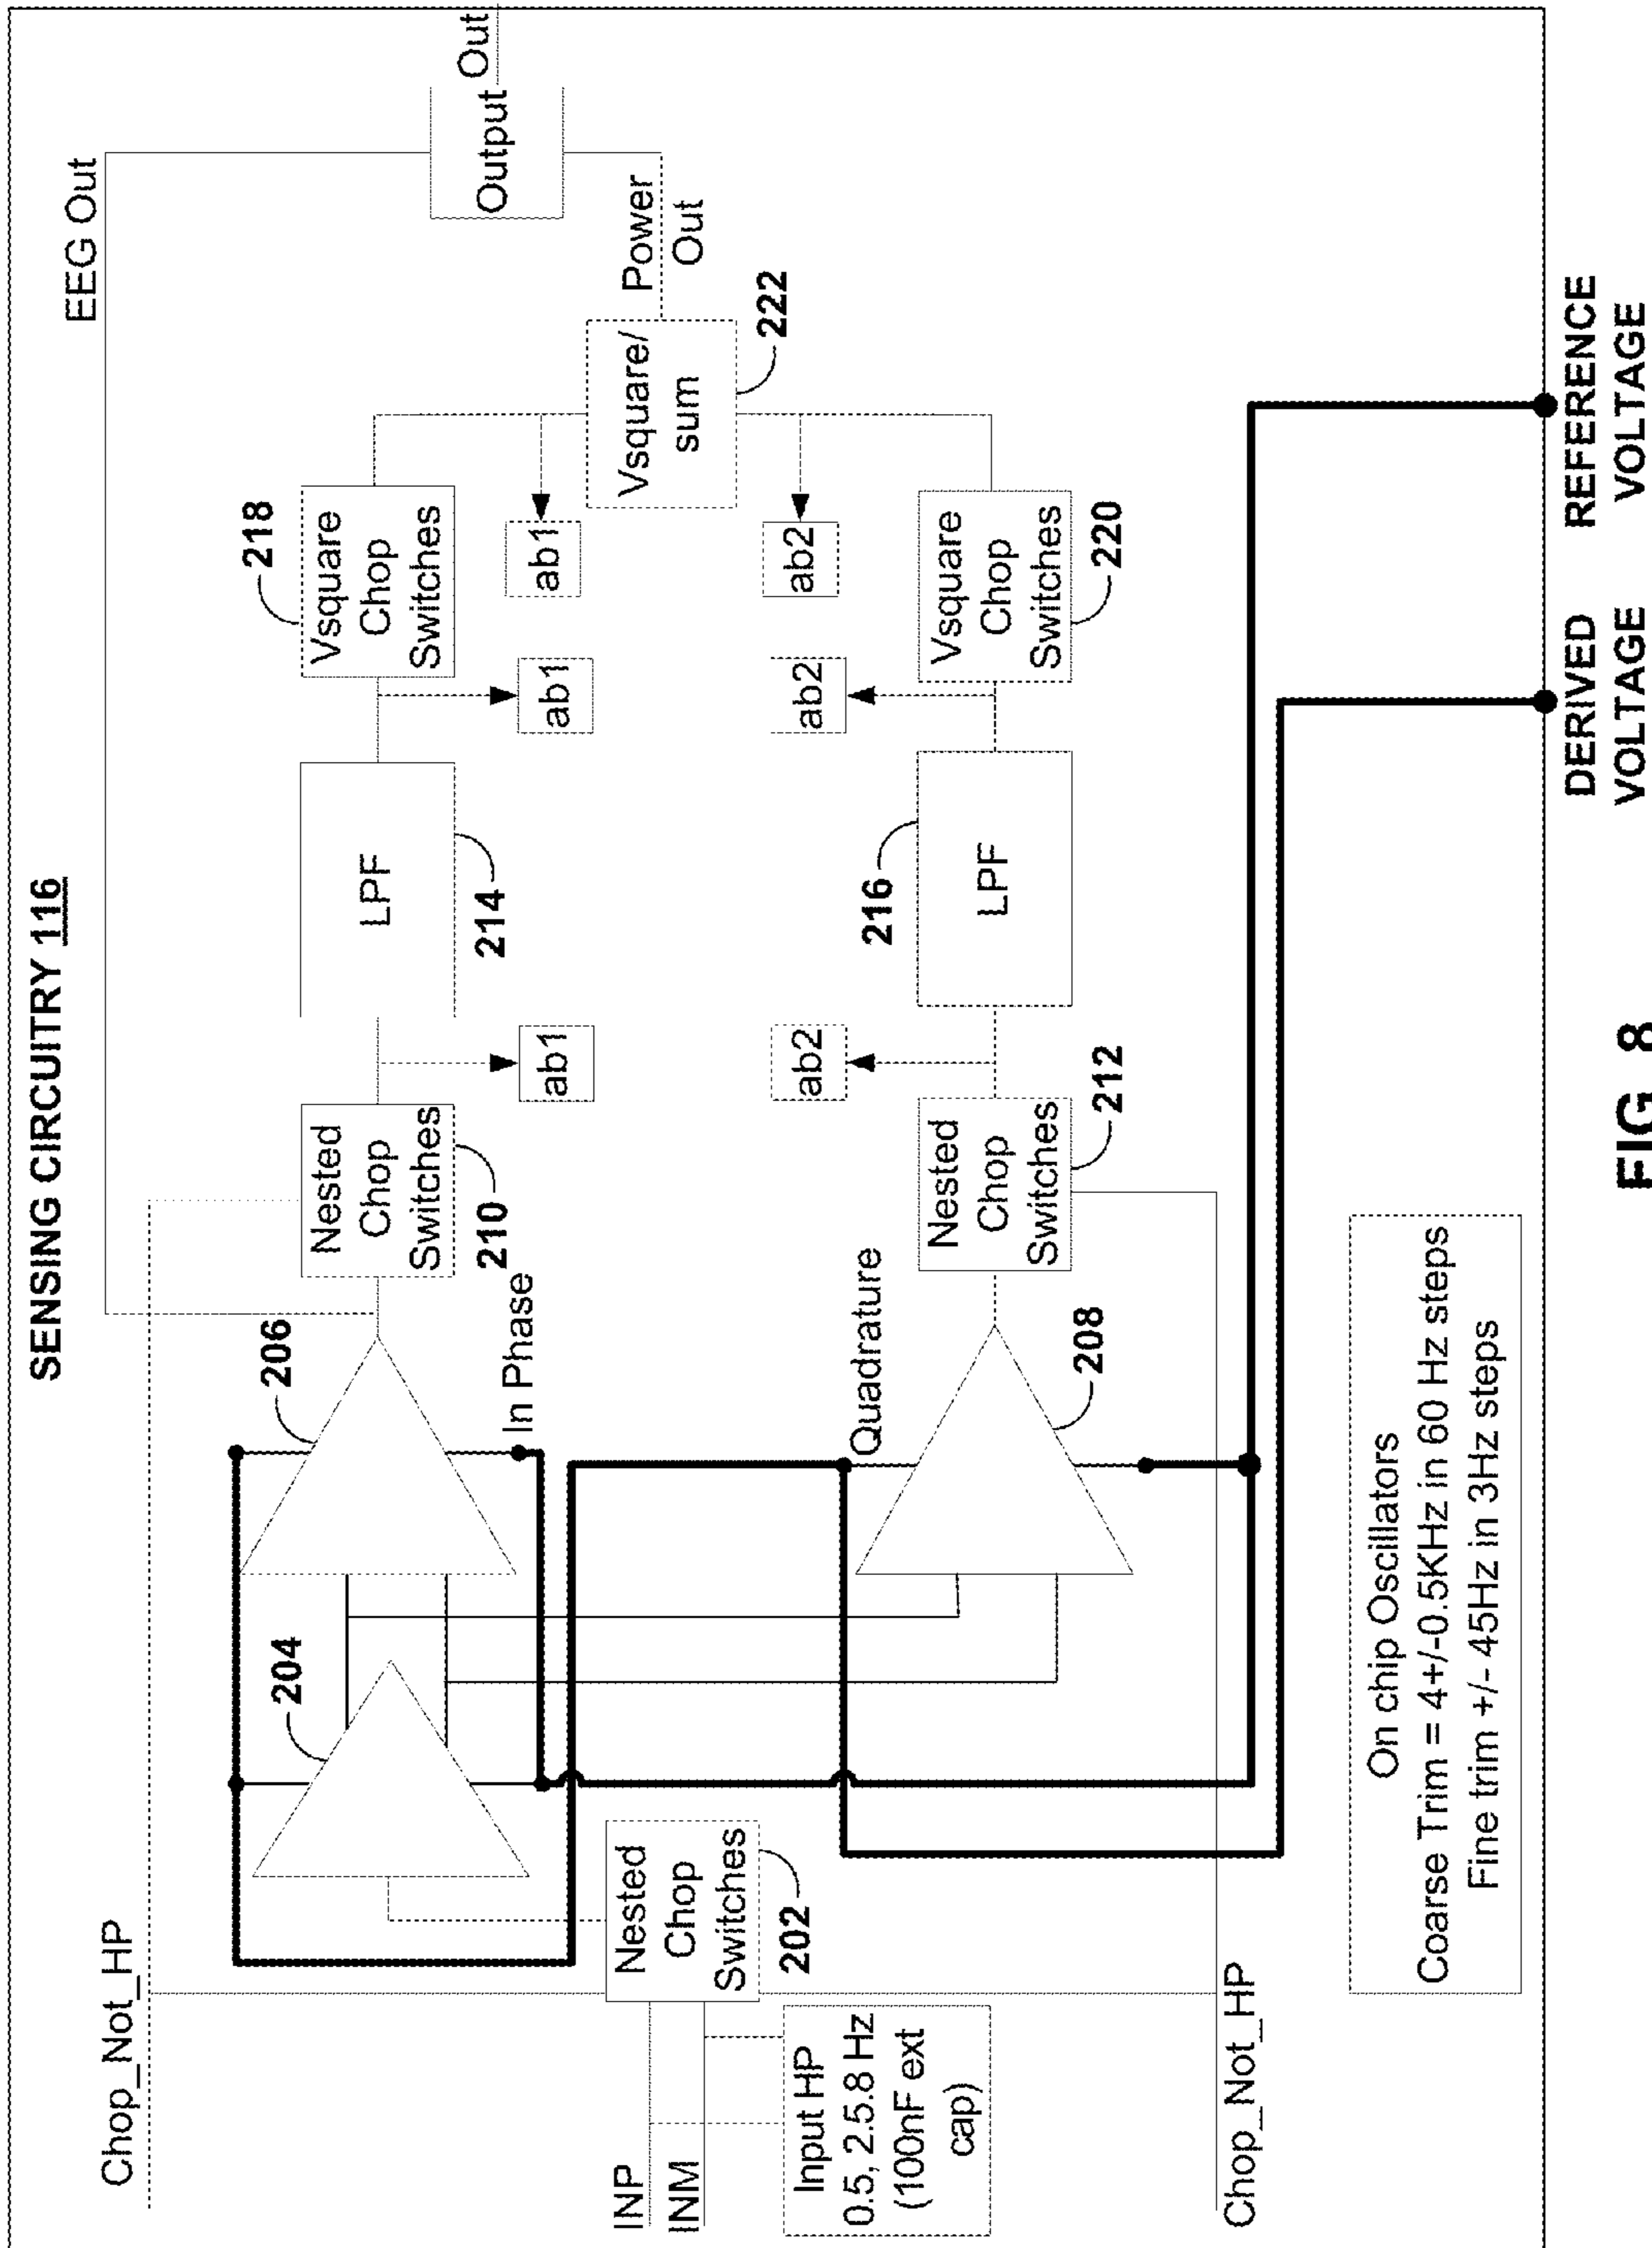 SENSING CIRCUITRY 116
Chop_Not_HP
EEG Out
204
206
Nested
Chop
Switches
210
In Phase
LPF
214
218
Vsquare
Chop
Switches
ab1
ab1
ab1
INP
INM
Input HP
0.5, 2.5.8 Hz
(100nF ext
cap)
Nested
Chop
Switches
202
Vsquare/
sum
222
Power
Out
Output
Out
Quadrature
208
ab2
ab2
ab2
Nested
Chop
Switches
212
216
LPF
Vsquare
Chop
Switches
220
Chop_Not_HP
On chip Oscillators
Coarse Trim = 4+/-0.5KHz in 60 Hz steps
Fine trim +/- 45Hz in 3Hz steps
DERIVED
VOLTAGE
REFERENCE
VOLTAGE
FIG. 8